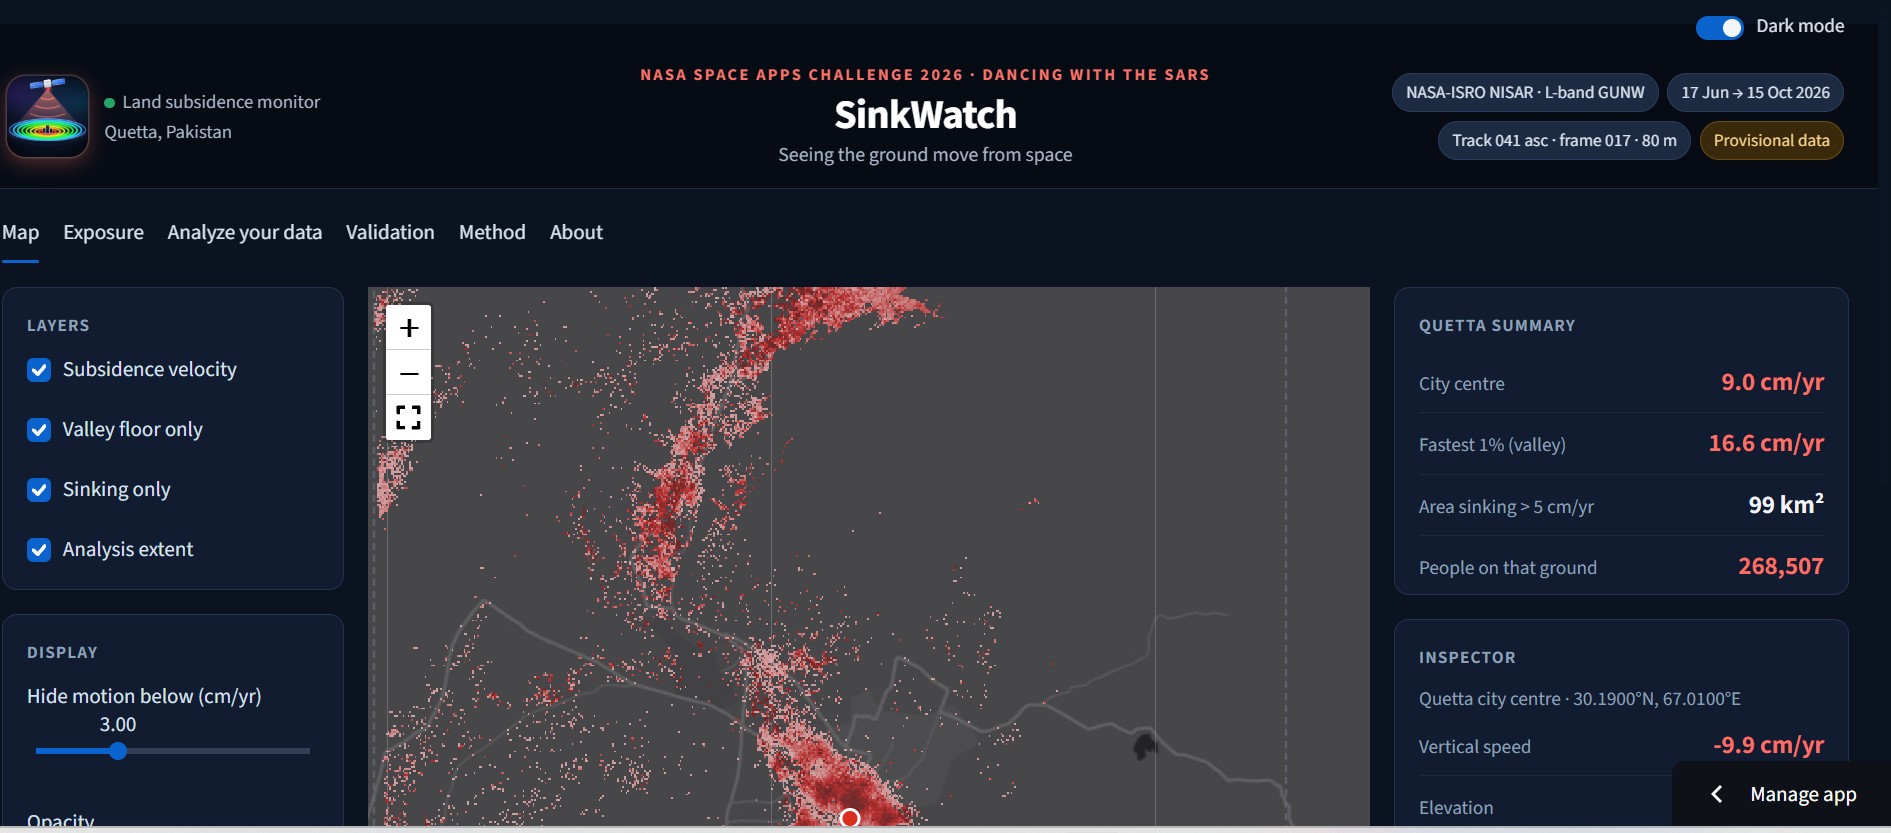 Dark mode
Land subsidence monitor
Quetta, Pakistan
NASA SPACE APPS CHALLENGE 2026 · DANCING WITH THE SARS
SinkWatch
Seeing the ground move from space
NASA-ISRO NISAR · L-band GUNW
17 Jun → 15 Oct 2026
Track 041 asc · frame 017 · 80 m
Provisional data
Map Exposure Analyze your data Validation Method About
LAYERS
Subsidence velocity
Valley floor only
Sinking only
Analysis extent
DISPLAY
Hide motion below (cm/yr)
3.00
Opacity
+
−
QUETTA SUMMARY
City centre 9.0 cm/yr
Fastest 1% (valley) 16.6 cm/yr
Area sinking > 5 cm/yr 99 km²
People on that ground 268,507
INSPECTOR
Quetta city centre · 30.1900°N, 67.0100°E
Vertical speed -9.9 cm/yr
Elevation
Manage app